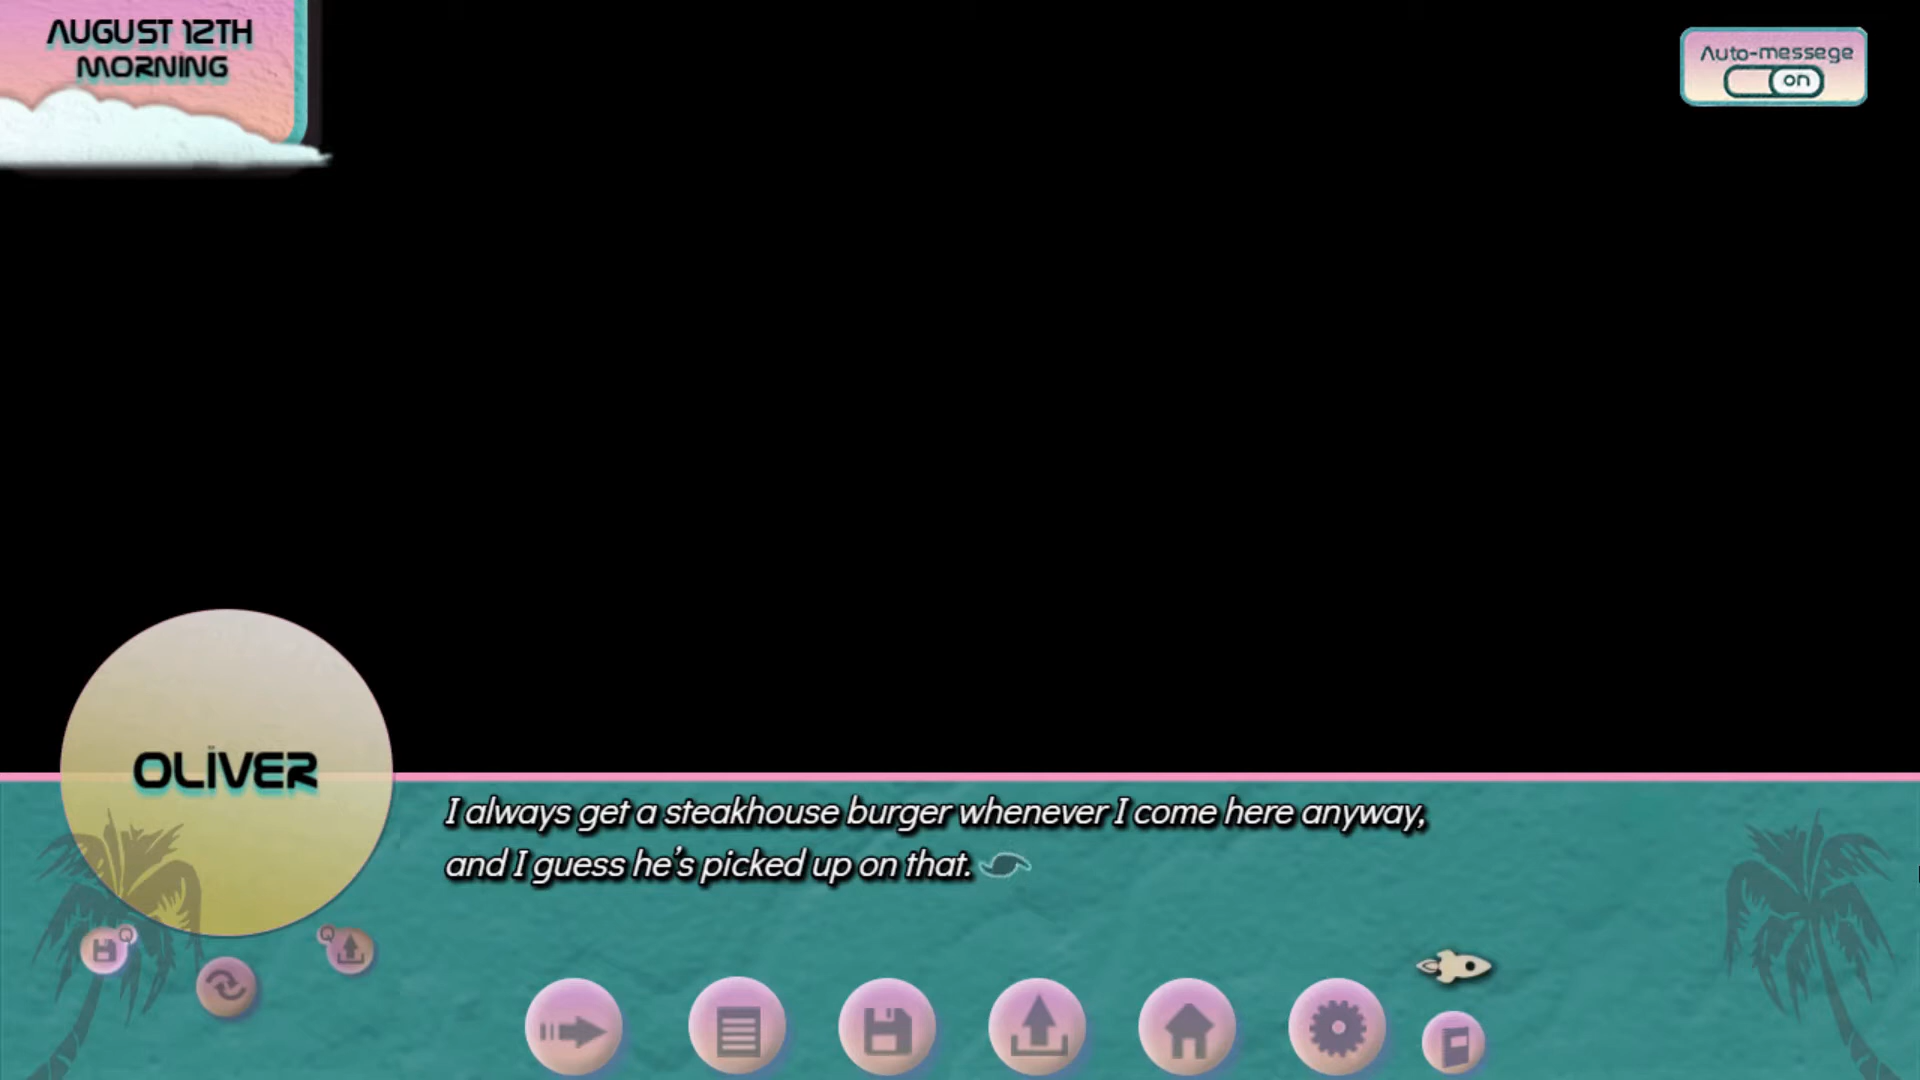 AUGUST 12TH
MORNING
Auto-messege
on
OLIVER
I always get a steakhouse burger whenever I come here anyway,
and I guess he's picked up on that.
Q
Q